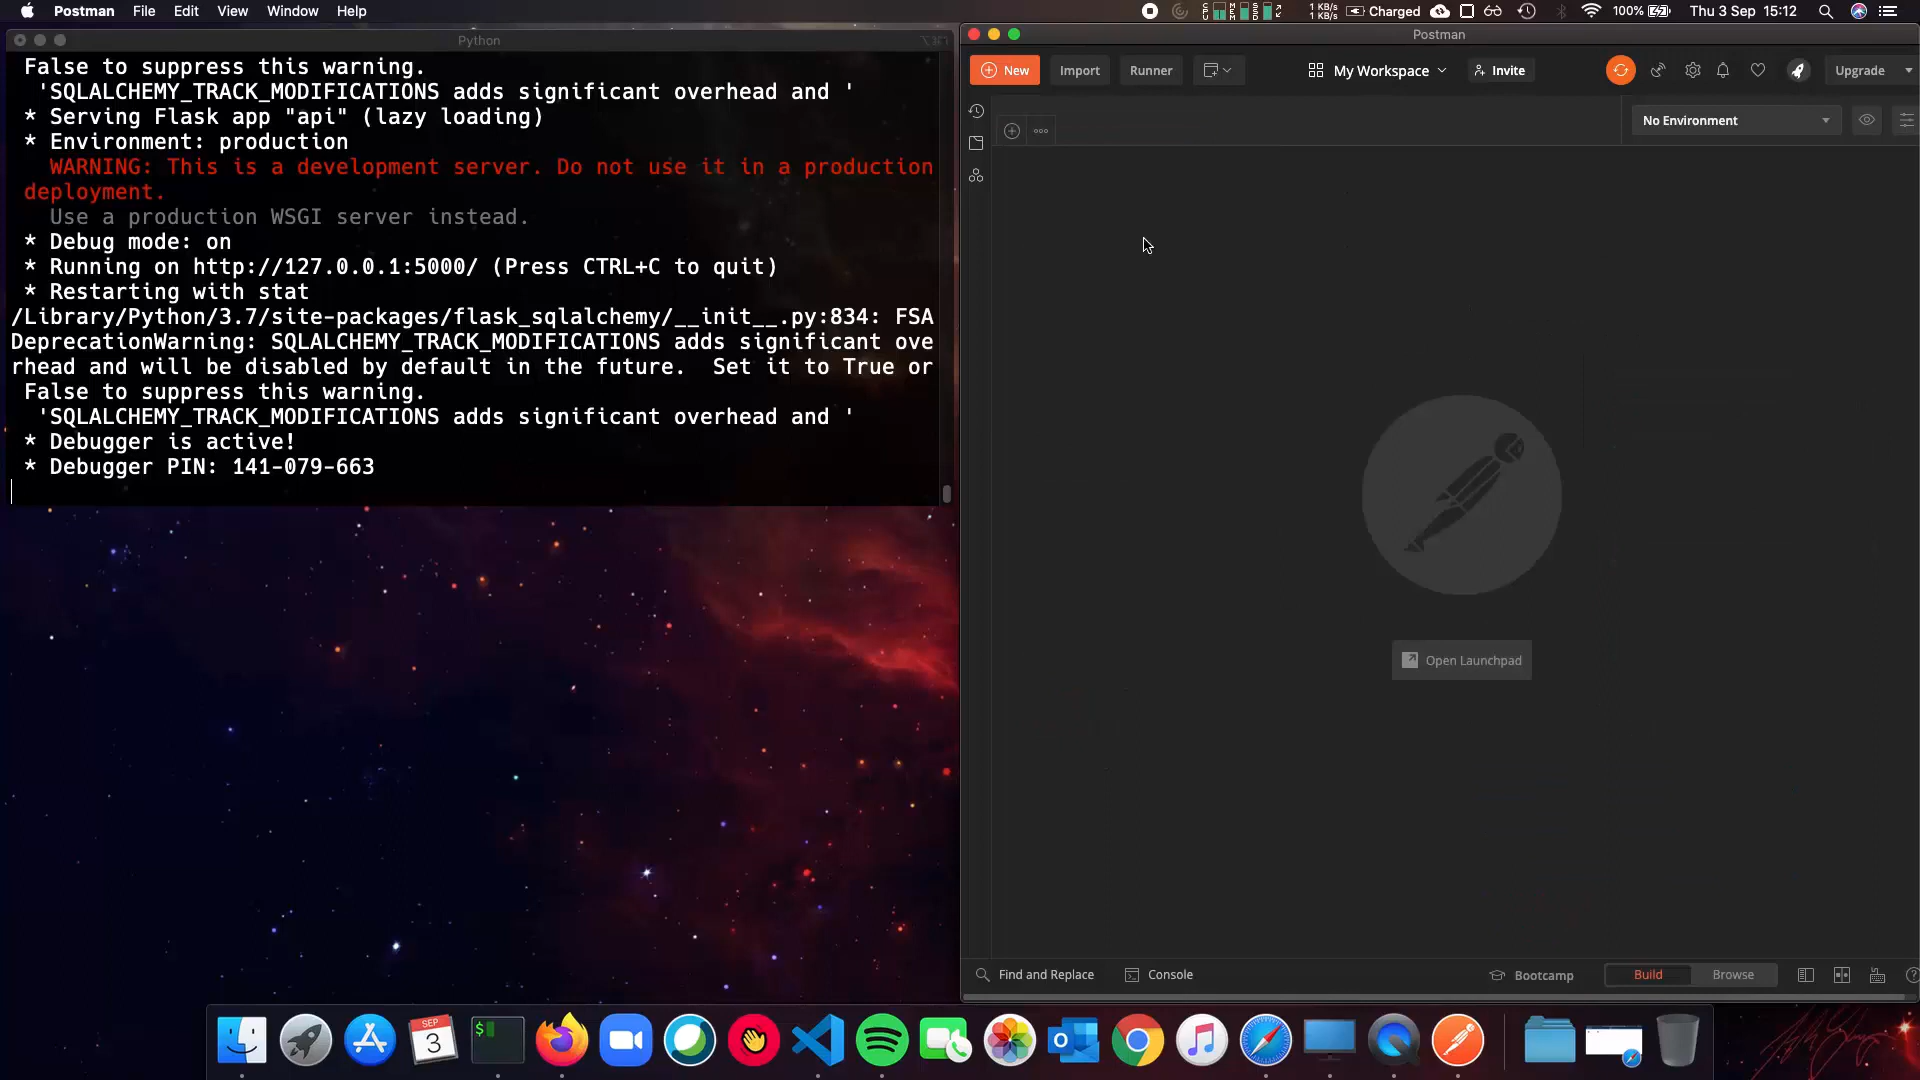 Postman File Edit View Window Help
1 KB/s
1 KB/s
Charged
100%
Thu 3 Sep 15:12
Python
False to suppress this warning.
'SQLALCHEMY_TRACK_MODIFICATIONS adds significant overhead and '
* Serving Flask app "api" (lazy loading)
* Environment: production
WARNING: This is a development server. Do not use it in a production
deployment.
Use a production WSGI server instead.
* Debug mode: on
* Running on http://127.0.0.1:5000/ (Press CTRL+C to quit)
* Restarting with stat
/Library/Python/3.7/site-packages/flask_sqlalchemy/__init__.py:834: FSA
DeprecationWarning: SQLALCHEMY_TRACK_MODIFICATIONS adds significant ove
rhead and will be disabled by default in the future.  Set it to True or
False to suppress this warning.
'SQLALCHEMY_TRACK_MODIFICATIONS adds significant overhead and '
* Debugger is active!
* Debugger PIN: 141-079-663
Postman
New Import Runner My Workspace Invite Upgrade
No Environment
Open Launchpad
Find and Replace Console Bootcamp Build Browse
SEP
3
$